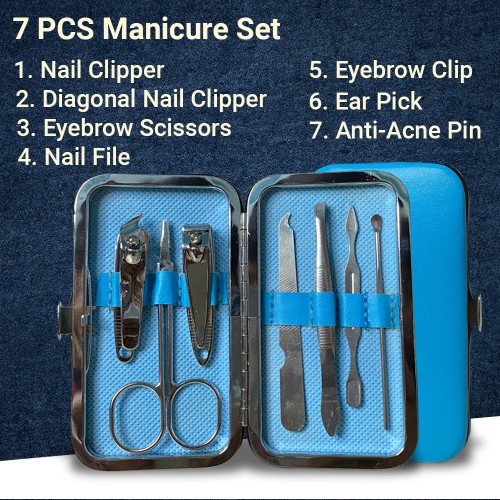 7 PCS Manicure Set
1. Nail Clipper
2. Diagonal Nail Clipper
3. Eyebrow Scissors
4. Nail File
5. Eyebrow Clip
6. Ear Pick
7. Anti-Acne Pin